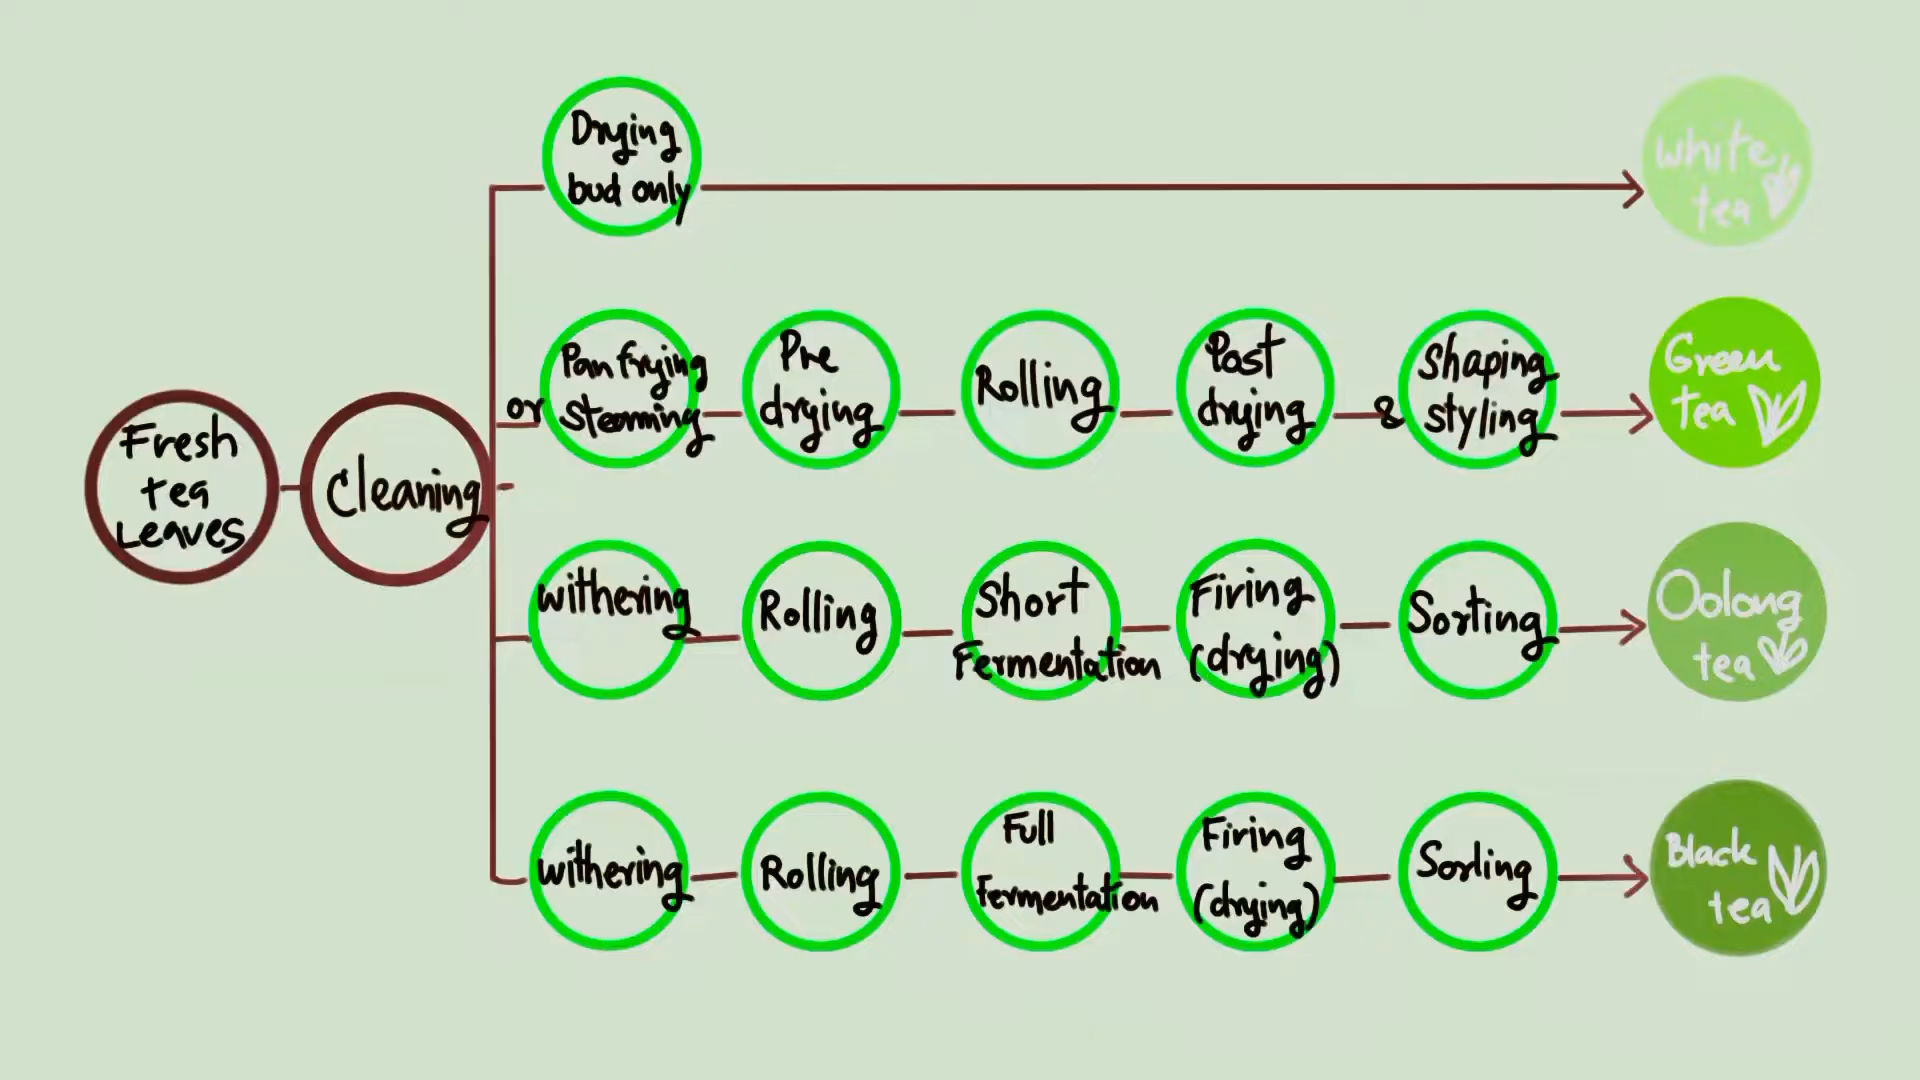 Fresh
tea
Leaves
Cleaning
Drying
bud only
white
tea
Pan frying
or steaming
Pre
drying
Rolling
Post
drying
Shaping
& styling
Green
tea
withering
Rolling
Short
Fermentation
Firing
(drying)
Sorting
Oolong
tea
withering
Rolling
Full
Fermentation
Firing
(drying)
Sorting
Black
tea